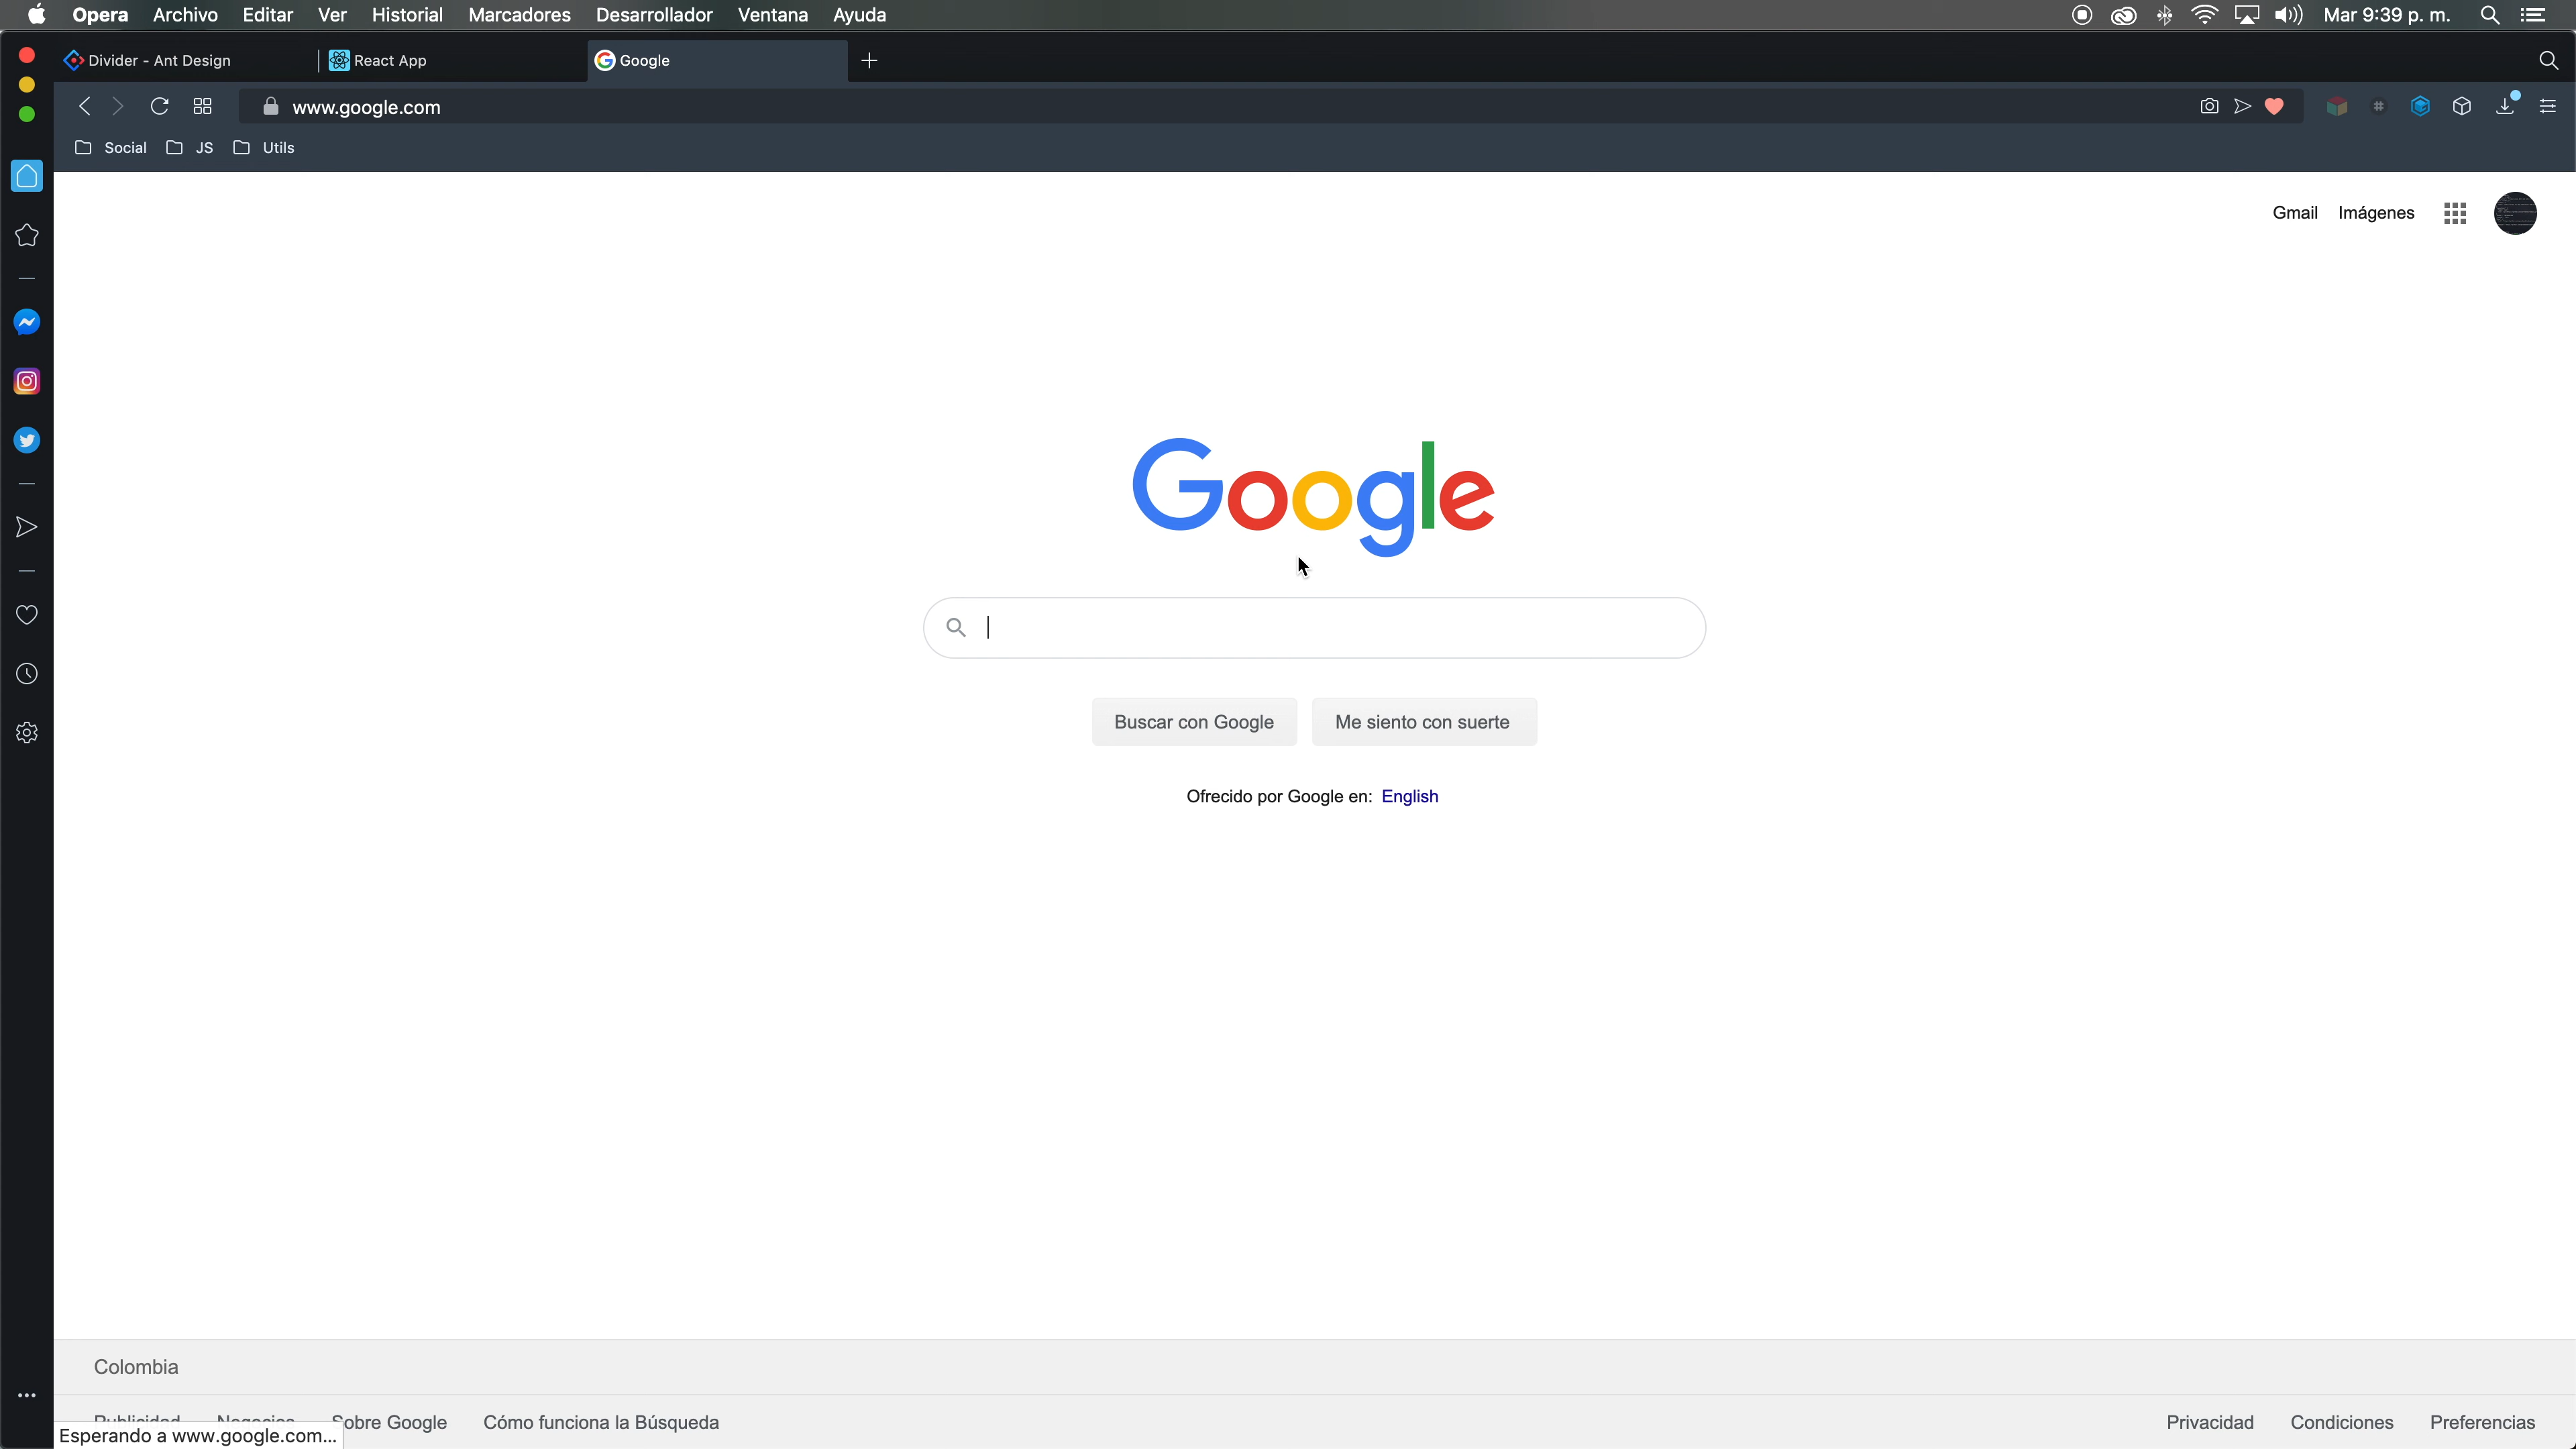 Opera Archivo Editar Ver Historial Marcadores Desarrollador Ventana Ayuda Mar 9:39 p. m.
Divider - Ant Design React App Google
www.google.com
Social JS Utils
Gmail Imágenes
Google
Buscar con Google Me siento con suerte
Ofrecido por Google en: English
Colombia
Publicidad Negocios Sobre Google Cómo funciona la Búsqueda Privacidad Condiciones Preferencias
Esperando a www.google.com...